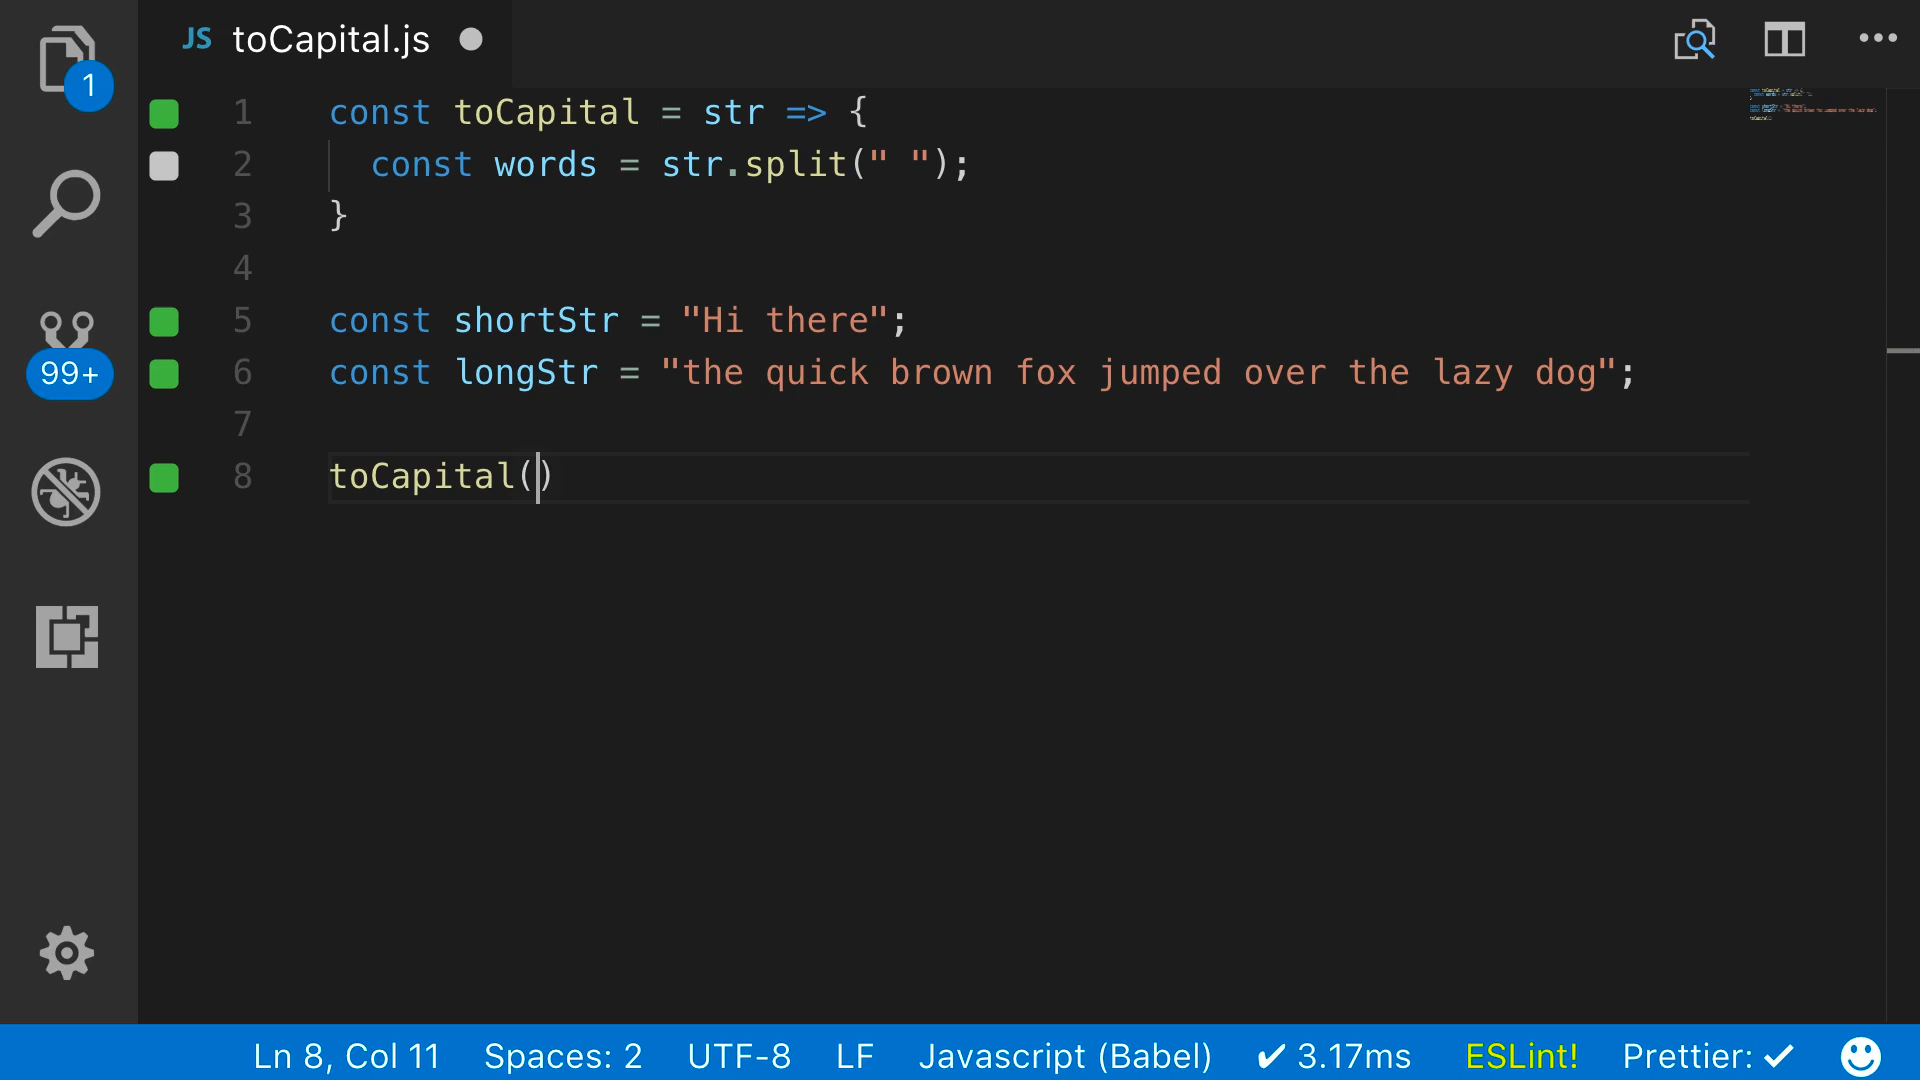 JS toCapital.js
1
1 const toCapital = str => {
2 const words = str.split(" ");
3 }
4
5 const shortStr = "Hi there";
99+
6 const longStr = "the quick brown fox jumped over the lazy dog";
7
8 toCapital()
Ln 8, Col 11 Spaces: 2 UTF-8 LF Javascript (Babel) ✔ 3.17ms ESLint! Prettier: ✓